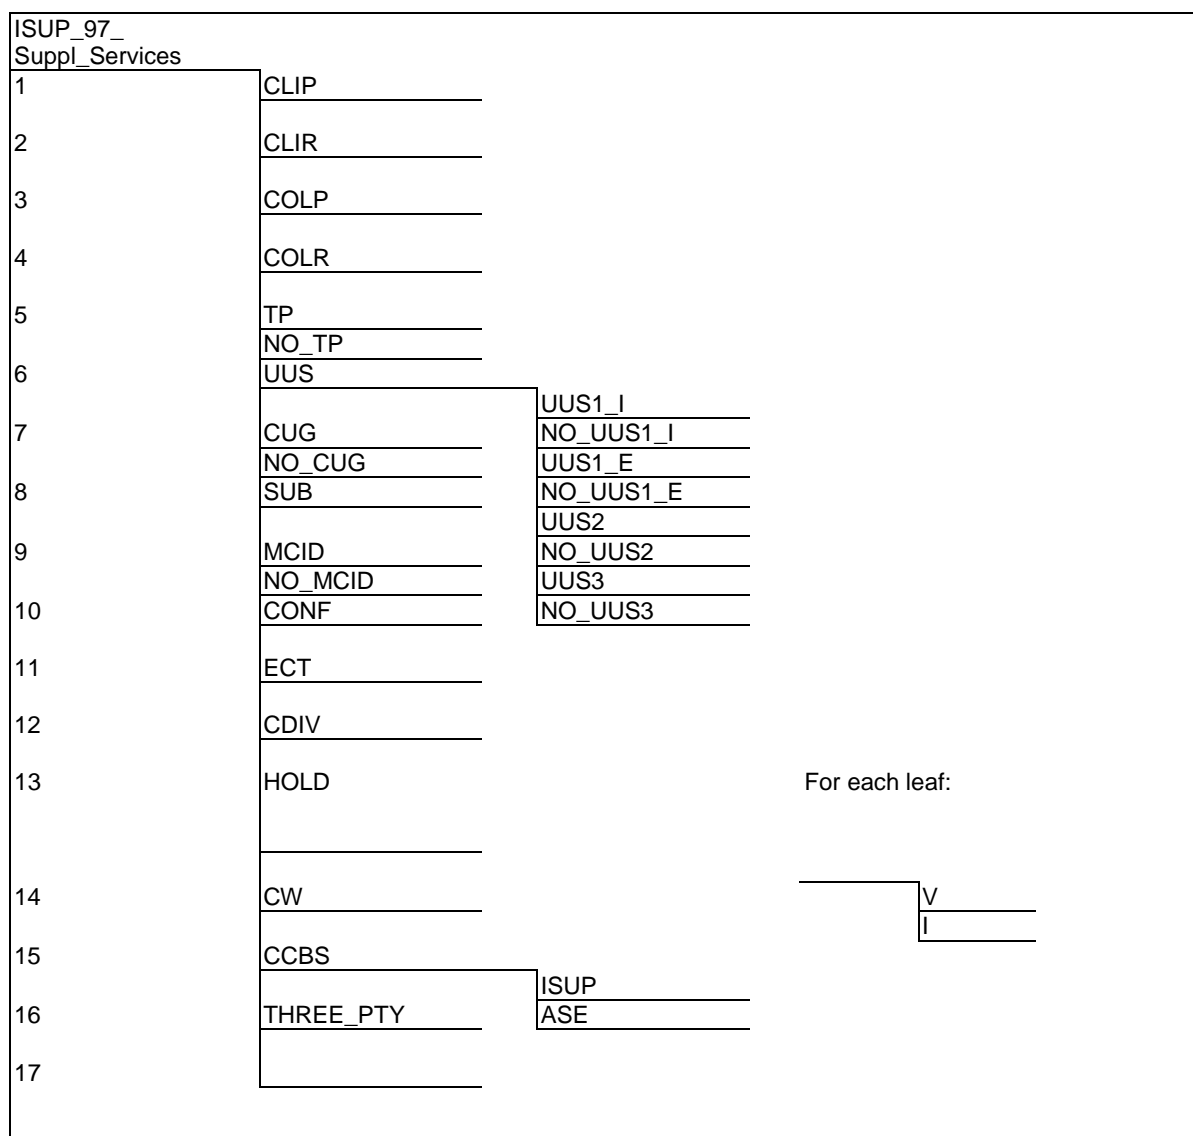 ISUP_97_
Suppl_Services
1 CLIP
2 CLIR
3 COLP
4 COLR
5 TP
NO_TP
6 UUS
UUS1_I
7 CUG NO_UUS1_I
NO_CUG UUS1_E
8 SUB NO_UUS1_E
UUS2
9 MCID NO_UUS2
NO_MCID UUS3
10 CONF NO_UUS3
11 ECT
12 CDIV
13 HOLD For each leaf:
14 CW V
I
15 CCBS
ISUP
16 THREE_PTY ASE
17